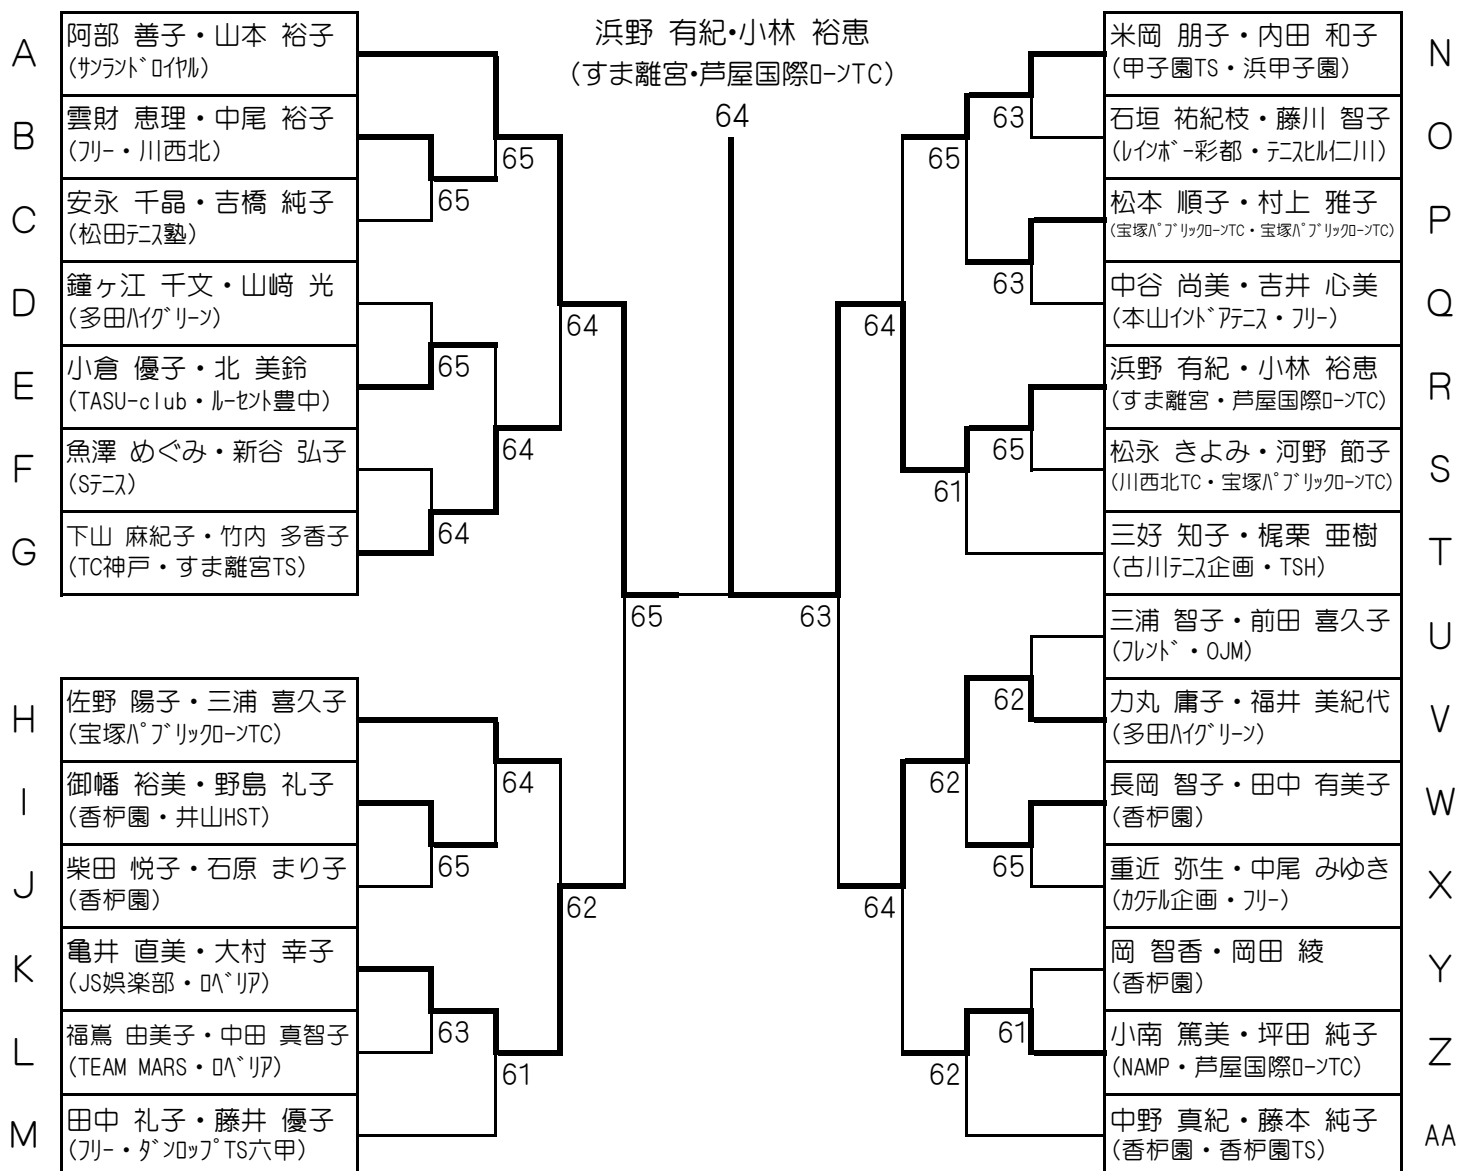 浜野 有紀・小林 裕恵
(すま離宮・芦屋国際ﾛｰﾝTC)
64
A
阿部 善子・山本 裕子
(ｻﾝﾗﾝﾄﾞﾛｲﾔﾙ)
B
雲財 恵理・中尾 裕子
(ﾌﾘｰ・川西北)
C
安永 千晶・吉橋 純子
(松田ﾃﾆｽ塾)
D
鐘ヶ江 千文・山﨑 光
(多田ﾊｲｸﾞﾘｰﾝ)
E
小倉 優子・北 美鈴
(TASU-club・ﾙｰｾﾝﾄ豊中)
F
魚澤 めぐみ・新谷 弘子
(Sﾃﾆｽ)
G
下山 麻紀子・竹内 多香子
(TC神戸・すま離宮TS)
65
65
65
64
64
64
65
H
佐野 陽子・三浦 喜久子
(宝塚ﾊﾟﾌﾞﾘｯｸﾛｰﾝTC)
I
御幡 裕美・野島 礼子
(香枦園・井山HST)
J
柴田 悦子・石原 まり子
(香枦園)
K
亀井 直美・大村 幸子
(JS娯楽部・ﾛﾍﾞﾘｱ)
L
福嶌 由美子・中田 真智子
(TEAM MARS・ﾛﾍﾞﾘｱ)
M
田中 礼子・藤井 優子
(ﾌﾘｰ・ﾀﾞﾝﾛｯﾌﾟTS六甲)
64
65
62
63
61
N
米岡 朋子・内田 和子
(甲子園TS・浜甲子園)
O
石垣 祐紀枝・藤川 智子
(ﾚｲﾝﾎﾞｰ彩都・ﾃﾆｽﾋﾙ仁川)
P
松本 順子・村上 雅子
(宝塚ﾊﾟﾌﾞﾘｯｸﾛｰﾝTC・宝塚ﾊﾟﾌﾞﾘｯｸﾛｰﾝTC)
Q
中谷 尚美・吉井 心美
(本山ｲﾝﾄﾞｱﾃﾆｽ・ﾌﾘｰ)
R
浜野 有紀・小林 裕恵
(すま離宮・芦屋国際ﾛｰﾝTC)
S
松永 きよみ・河野 節子
(川西北TC・宝塚ﾊﾟﾌﾞﾘｯｸﾛｰﾝTC)
T
三好 知子・梶栗 亜樹
(古川ﾃﾆｽ企画・TSH)
63
65
63
64
65
61
63
U
三浦 智子・前田 喜久子
(ﾌﾚﾝﾄﾞ・OJM)
V
力丸 庸子・福井 美紀代
(多田ﾊｲｸﾞﾘｰﾝ)
W
長岡 智子・田中 有美子
(香枦園)
X
重近 弥生・中尾 みゆき
(ｶｸﾃﾙ企画・ﾌﾘｰ)
Y
岡 智香・岡田 綾
(香枦園)
Z
小南 篤美・坪田 純子
(NAMP・芦屋国際ﾛｰﾝTC)
AA
中野 真紀・藤本 純子
(香枦園・香枦園TS)
62
62
65
64
61
62